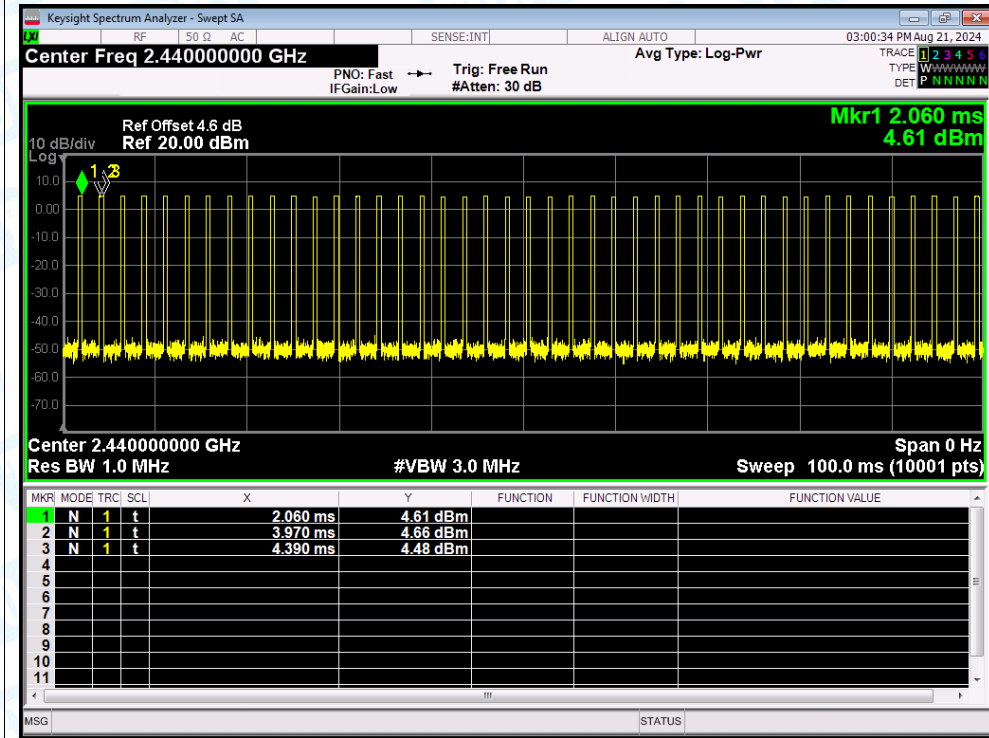 Keysight Spectrum Analyzer - Swept SA
LXI RF 50 Ω AC SENSE:INT ALIGN AUTO 03:00:34 PM Aug 21, 2024
Center Freq 2.440000000 GHz Avg Type: Log-Pwr TRACE 1 2 3 4 5 6
PNO: Fast Trig: Free Run TYPE WWWWWW
IFGain:Low #Atten: 30 dB DET P N N N N N
Mkr1 2.060 ms
Ref Offset 4.6 dB
10 dB/div Ref 20.00 dBm 4.61 dBm
Log
1 2 3
10.0
0.00
-10.0
-20.0
-30.0
-40.0
-50.0
-60.0
-70.0
Center 2.440000000 GHz Span 0 Hz
Res BW 1.0 MHz #VBW 3.0 MHz Sweep 100.0 ms (10001 pts)
MKR MODE TRC SCL X Y FUNCTION FUNCTION WIDTH FUNCTION VALUE
1 N 1 t 2.060 ms 4.61 dBm
2 N 1 t 3.970 ms 4.66 dBm
3 N 1 t 4.390 ms 4.48 dBm
4
5
6
7
8
9
10
11
MSG STATUS